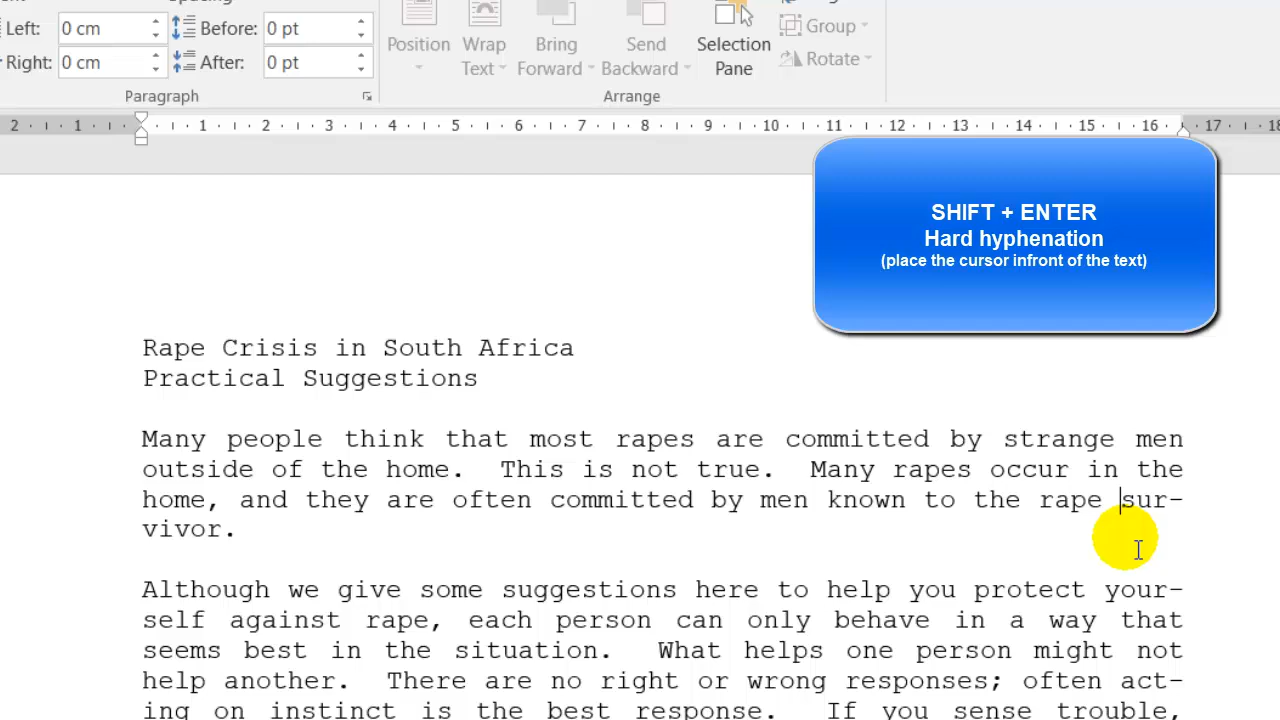 Left: 0 cm Before: 0 pt
Right: 0 cm After: 0 pt
Position Wrap Text Bring Forward Send Backward Selection Pane
Group
Rotate
Paragraph Arrange
2 1 1 2 3 4 5 6 7 8 9 10 11 12 13 14 15 16 17 18
SHIFT + ENTER
Hard hyphenation
(place the cursor infront of the text)
Rape Crisis in South Africa
Practical Suggestions
Many people think that most rapes are committed by strange men
outside of the home. This is not true. Many rapes occur in the
home, and they are often committed by men known to the rape sur-
vivor.
Although we give some suggestions here to help you protect your-
self against rape, each person can only behave in a way that
seems best in the situation. What helps one person might not
help another. There are no right or wrong responses; often act-
ing on instinct is the best response. If you sense trouble,